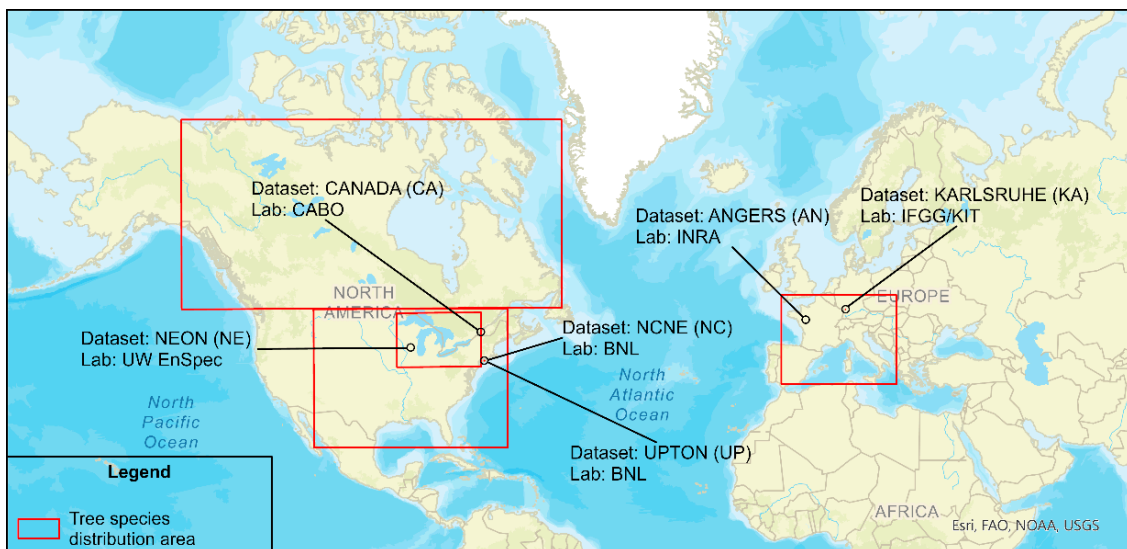 Dataset: CANADA (CA)
Lab: CABO
Dataset: KARLSRUHE (KA)
Lab: IFGG/KIT
Dataset: ANGERS (AN)
Lab: INRA
NORTH
AMERICA
EUROPE
Dataset: NEON (NE)
Lab: UW EnSpec
Dataset: NCNE (NC)
Lab: BNL
North
Atlantic
Ocean
North
Pacific
Ocean
Dataset: UPTON (UP)
Lab: BNL
Legend
Tree species
distribution area
AFRICA
Esri, FAO, NOAA, USGS